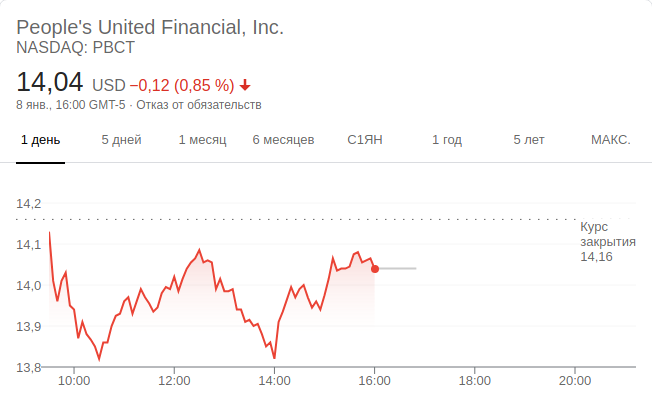 People's United Financial, Inc.
NASDAQ: PBCT
14,04 USD −0,12 (0,85 %)
8 янв., 16:00 GMT-5 · Отказ от обязательств
1 день 5 дней 1 месяц 6 месяцев С1ЯН 1 год 5 лет МАКС.
14,2
Курс
закрытия
14,16
14,1
14,0
13,9
13,8
10:00 12:00 14:00 16:00 18:00 20:00